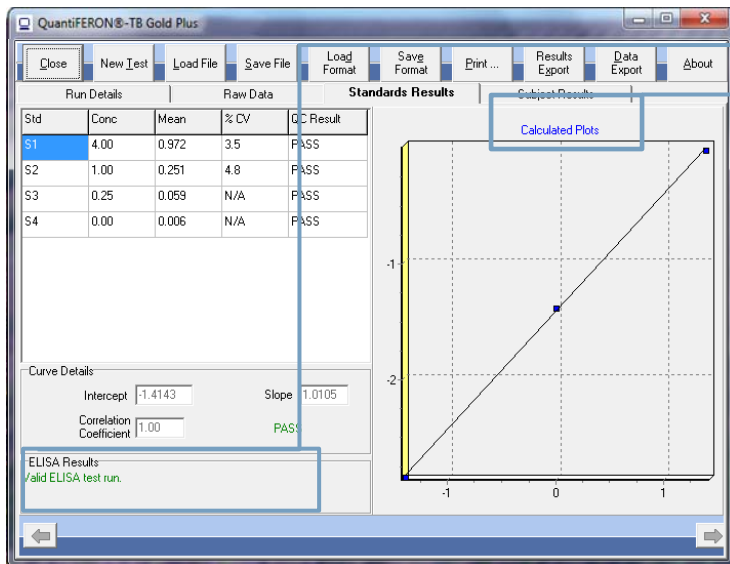 QuantiFERON®-TB Gold Plus
Close New Test Load File Save File Load Format Save Format Print ... Results Export Data Export About
Run Details Raw Data Standards Results Subject Results
Std Conc Mean % CV QC Result
S1 4.00 0.972 3.5 PASS
S2 1.00 0.251 4.8 PASS
S3 0.25 0.059 N/A PASS
S4 0.00 0.006 N/A PASS
Calculated Plots
-1
-2
-1 0 1
Curve Details
Intercept -1.4143 Slope 1.0105
Correlation Coefficient 1.00 PASS
ELISA Results
Valid ELISA test run.